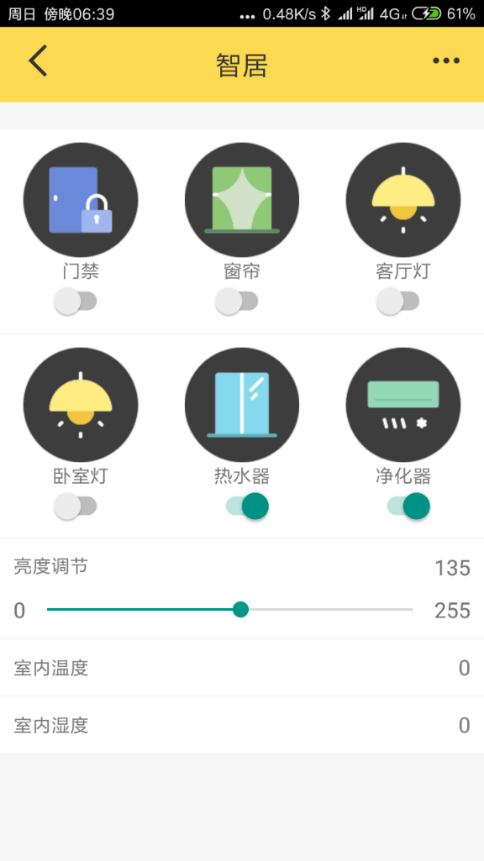 周日 傍晚06:39 ... 0.48K/s HD 4G 61%
智居
门禁 窗帘 客厅灯
卧室灯 热水器 净化器
亮度调节 135
0 255
室内温度 0
室内湿度 0